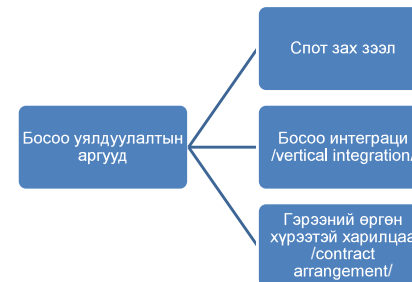 Спот зах зээл
Босоо уялдуулалтын
аргууд
Босоо интеграци
/vertical integration/
Гэрээний өргөн
хүрээтэй харилцаа
/contract
arrangement/